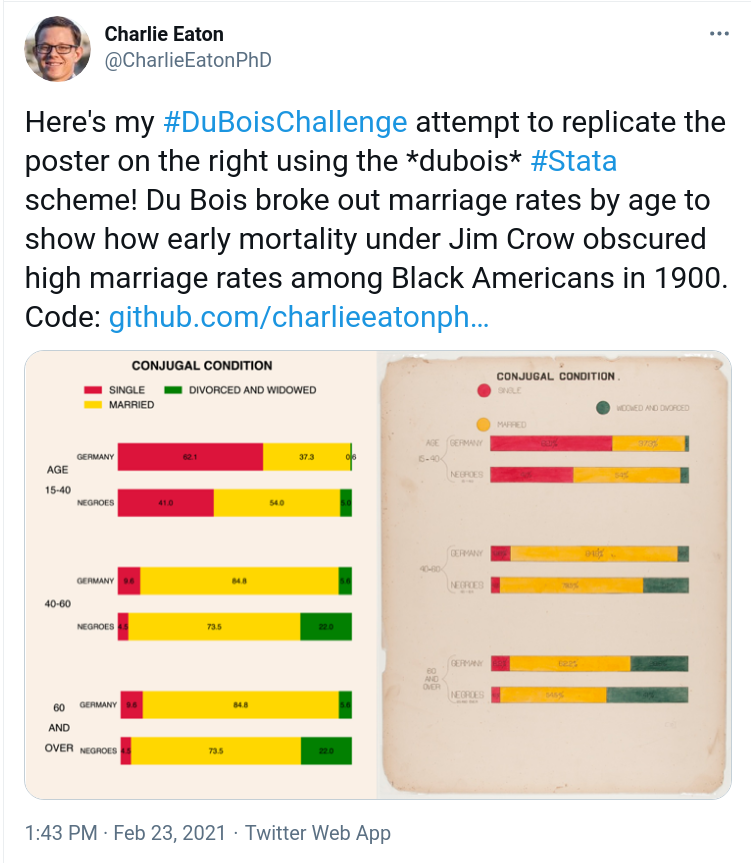 Charlie Eaton
@CharlieEatonPhD
Here's my #DuBoisChallenge attempt to replicate the
poster on the right using the *dubois* #Stata
scheme! Du Bois broke out marriage rates by age to
show how early mortality under Jim Crow obscured
high marriage rates among Black Americans in 1900.
Code: github.com/charlieeatonph…
CONJUGAL CONDITION
SINGLE DIVORCED AND WIDOWED
MARRIED
AGE
15-40
GERMANY 62.1 37.3 0.6
NEGROES 41.0 54.0 5.0
40-60
GERMANY 9.6 84.8 5.6
NEGROES 4.5 73.5 22.0
60
AND
OVER
GERMANY 9.6 84.8 5.6
NEGROES 4.5 73.5 22.0
CONJUGAL CONDITION.
SINGLE
WIDOWED AND DIVORCED
MARRIED
AGE
15-40
GERMANY
NEGROES
40-60
GERMANY
NEGROES
60
AND
OVER
GERMANY
NEGROES
1:43 PM · Feb 23, 2021 · Twitter Web App